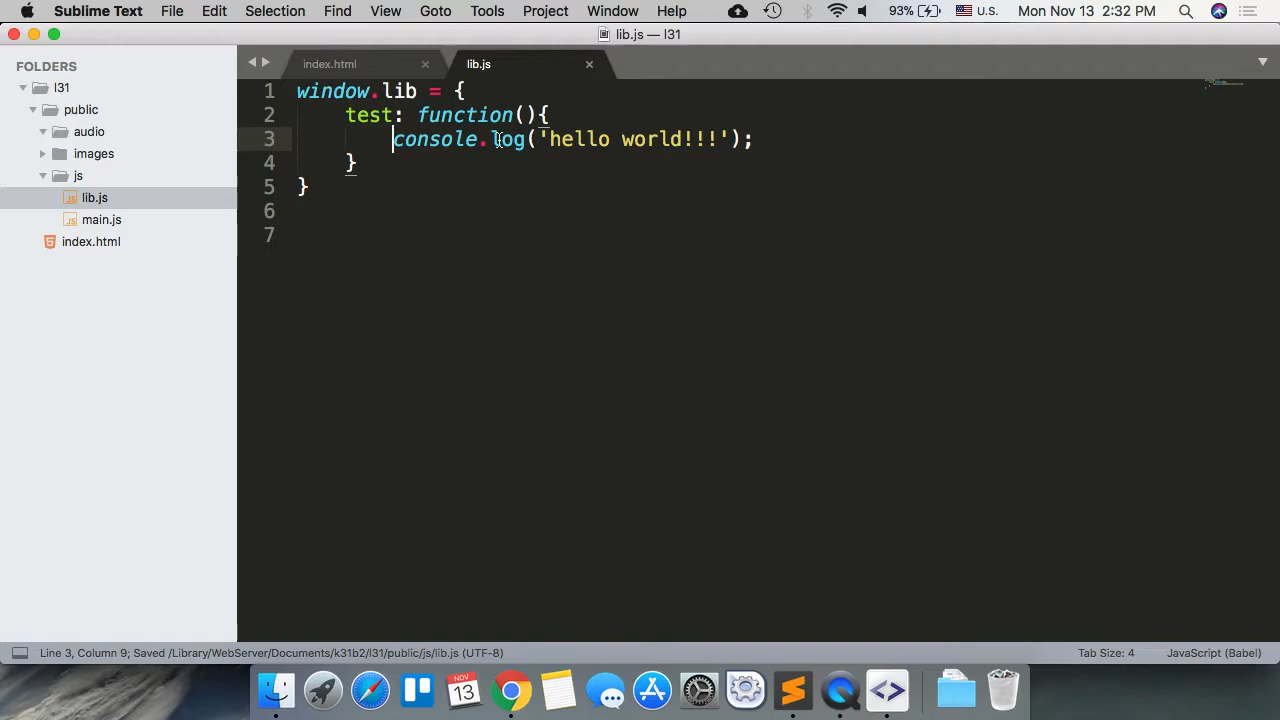 Sublime Text File Edit Selection Find View Goto Tools Project Window Help 93% U.S. Mon Nov 13 2:32 PM
lib.js — l31
FOLDERS
l31
public
audio
images
js
lib.js
main.js
index.html
index.html × lib.js ×
1 window.lib = {
2 test: function(){
3 console.log('hello world!!!');
4 }
5 }
6
7
Line 3, Column 9; Saved /Library/WebServer/Documents/k31b2/l31/public/js/lib.js (UTF-8) Tab Size: 4 JavaScript (Babel)
NOV
13